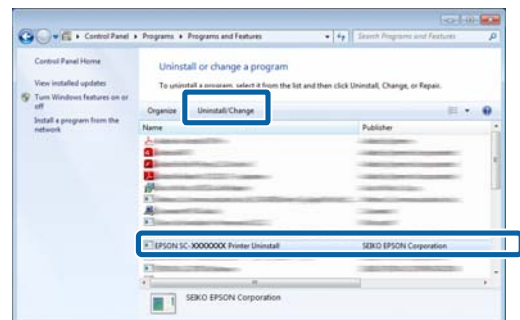 Control Panel Programs Programs and Features
Search Programs and Features
Control Panel Home
View installed updates
Turn Windows features on or
off
Install a program from the
network
Uninstall or change a program
To uninstall a program, select it from the list and then click Uninstall, Change, or Repair.
Organize Uninstall/Change
Name Publisher
EPSON SC-XXXXXXX Printer Uninstall SEIKO EPSON Corporation
SEIKO EPSON Corporation